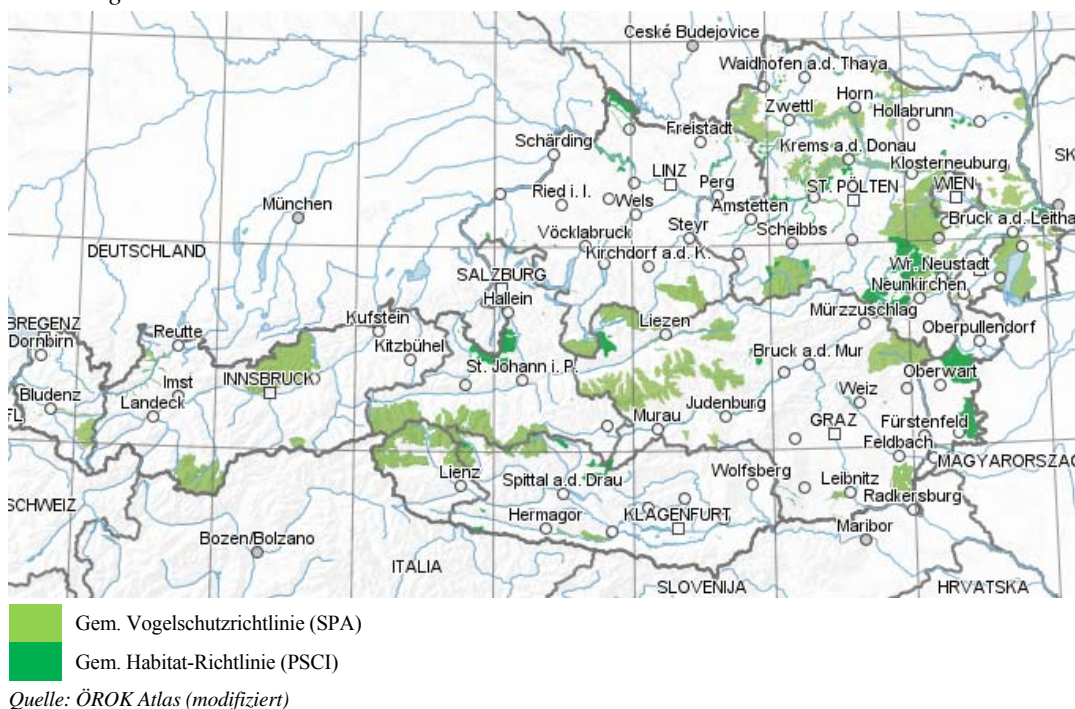 České Budejovice
Waidhofen a.d. Thaya
Zwettl
Horn
Hollabrunn
Freistadt
Schärding
Krems a.d. Donau
Klosterneuburg
SK
LINZ
Perg
ST. PÖLTEN
WIEN
Ried i. I.
Wels
Amstetten
München
Steyr
Bruck a.d. Leitha
Vöcklabruck
Scheibbs
DEUTSCHLAND
Kirchdorf a.d. K.
Wr. Neustadt
SALZBURG
Hallein
Neunkirchen
BREGENZ
Reutte
Kufstein
Liezen
Mürzzuschlag
Oberpullendorf
Dornbirn
Kitzbühel
Bruck a.d. Mur
Bludenz
Imst
INNSBRUCK
St. Johann i. P.
Oberwart
Landeck
Weiz
Judenburg
FL
Murau
GRAZ
Fürstenfeld
Feldbach
MAGYARORSZAG
Lienz
Spittal a.d. Drau
Wolfsberg
Leibnitz
SCHWEIZ
Radkersburg
Hermagor
KLAGENFURT
Maribor
Bozen/Bolzano
ITALIA
SLOVENIJA
HRVATSKA
Gem. Vogelschutzrichtlinie (SPA)
Gem. Habitat-Richtlinie (PSCI)
Quelle: ÖROK Atlas (modifiziert)